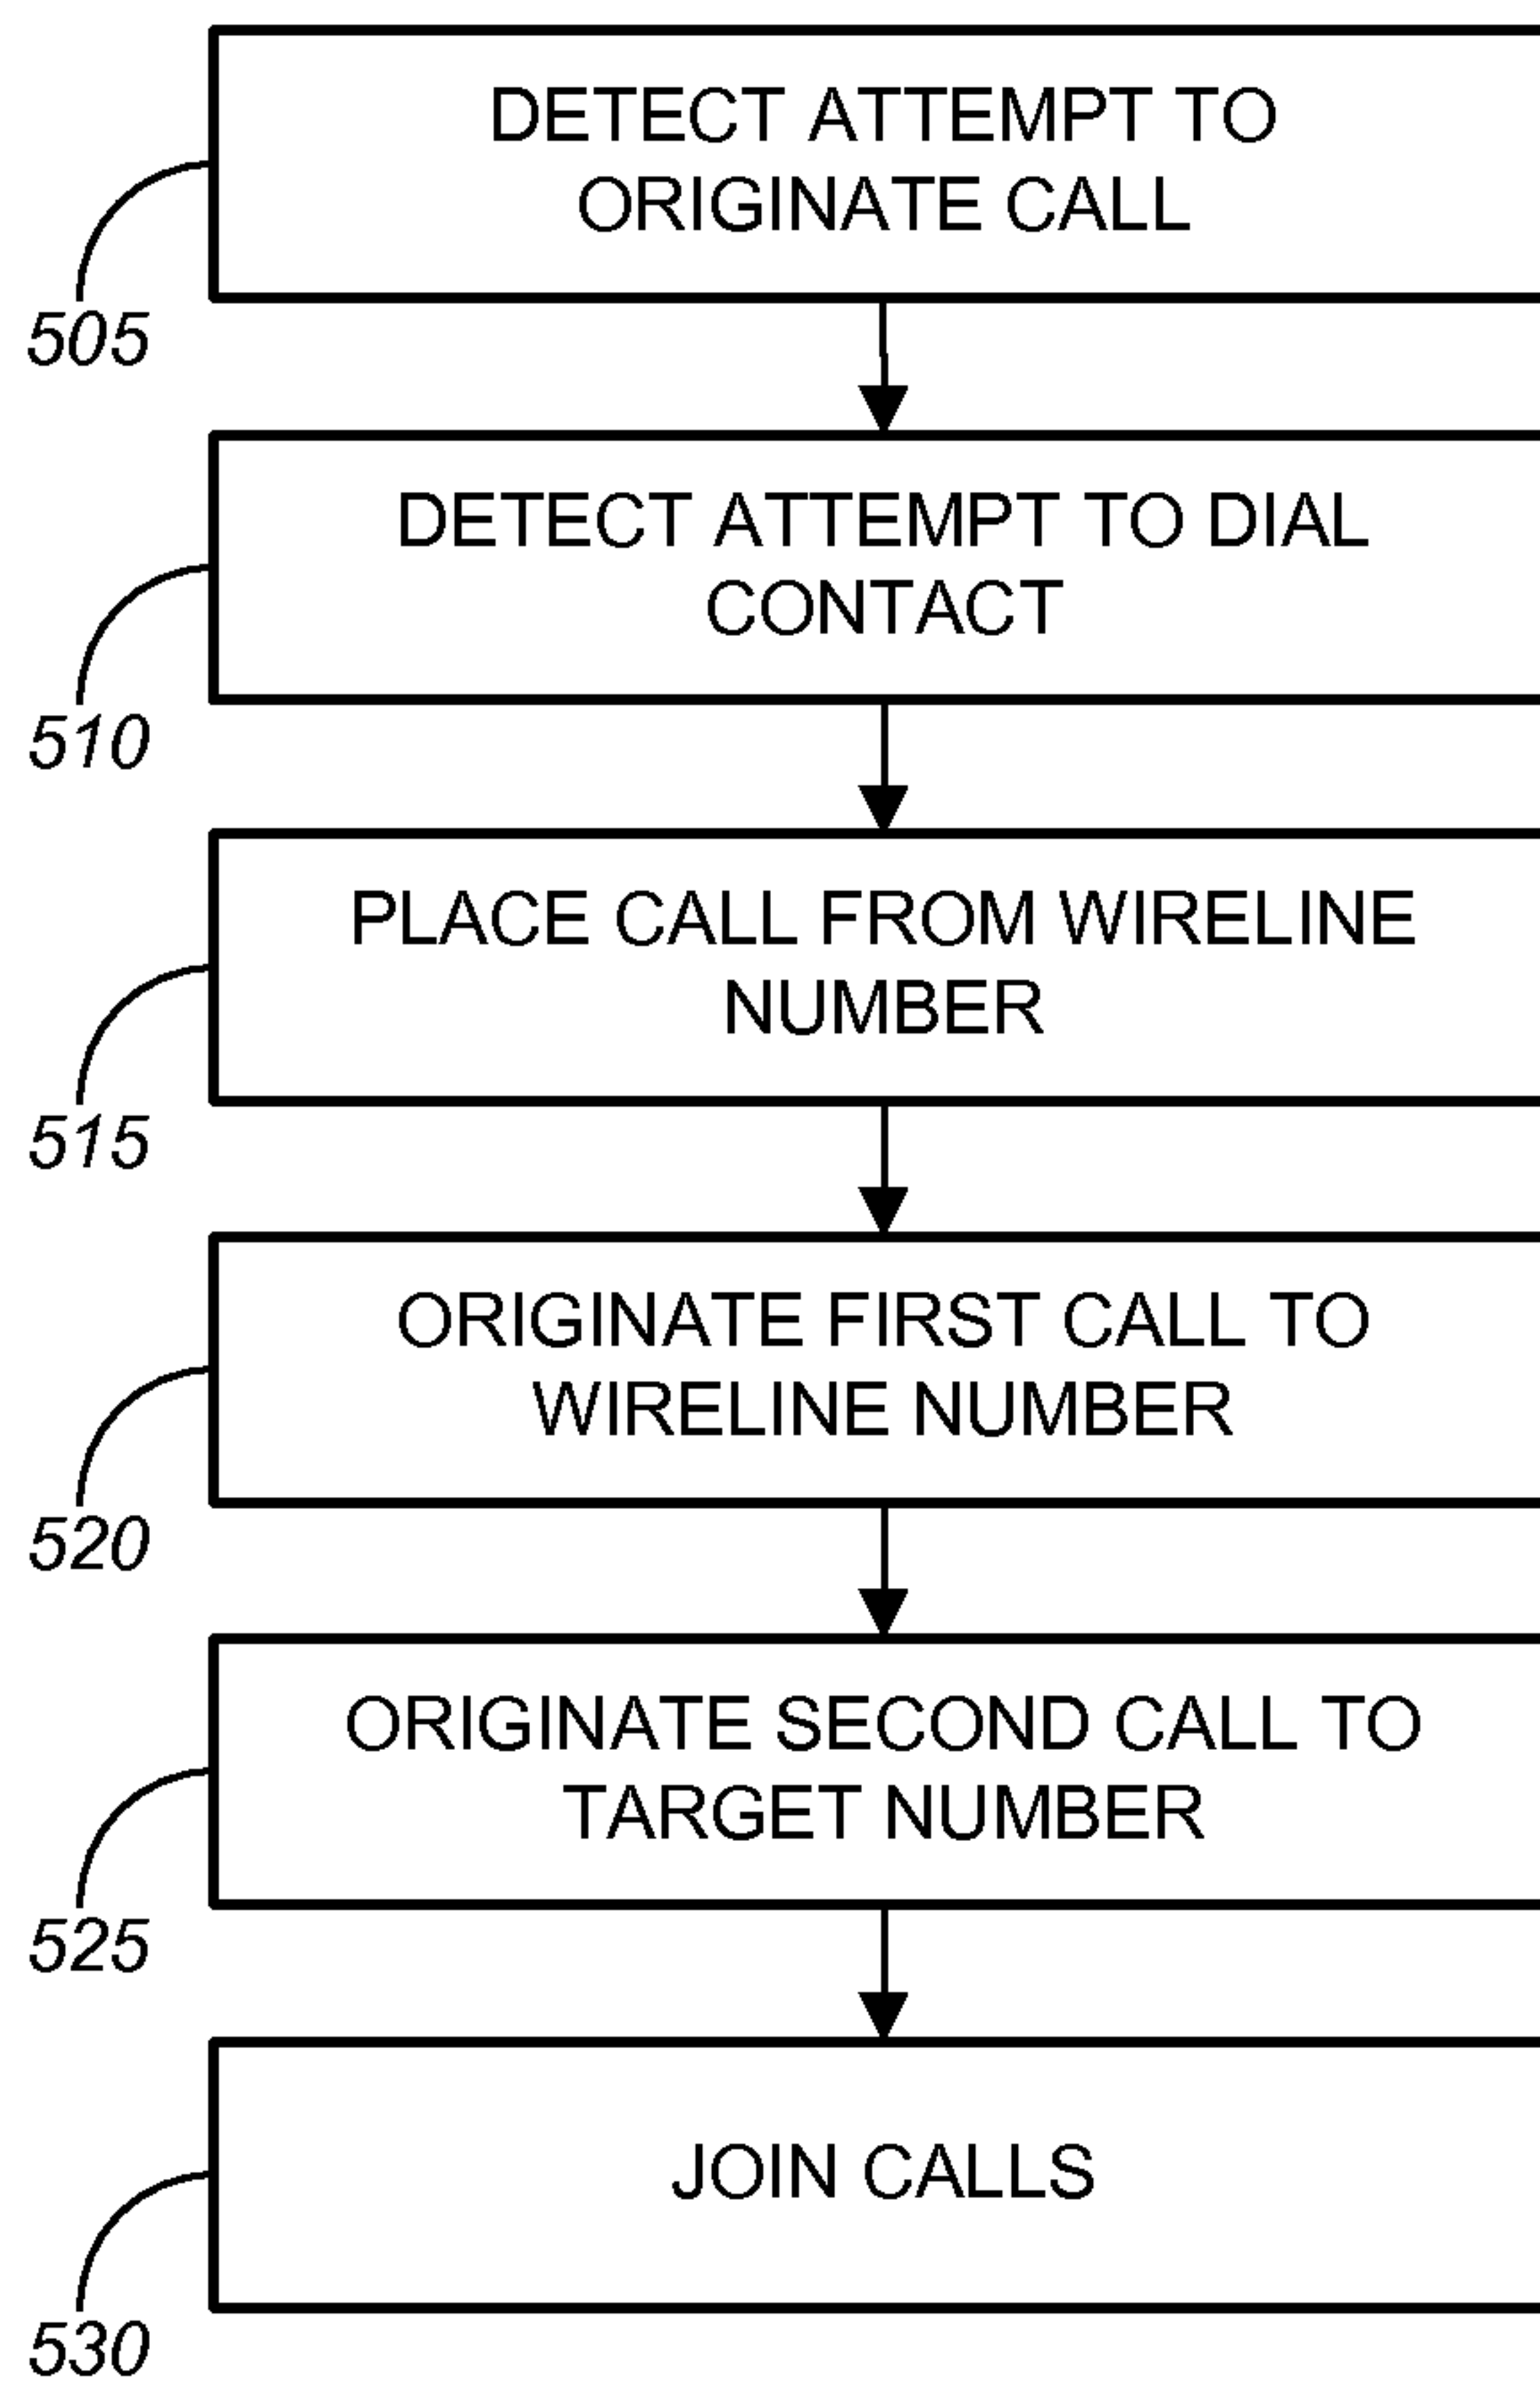 DETECT ATTEMPT TO
ORIGINATE CALL
505
DETECT ATTEMPT TO DIAL
CONTACT
510
PLACE CALL FROM WIRELINE
NUMBER
515
ORIGINATE FIRST CALL TO
WIRELINE NUMBER
520
ORIGINATE SECOND CALL TO
TARGET NUMBER
525
JOIN CALLS
530